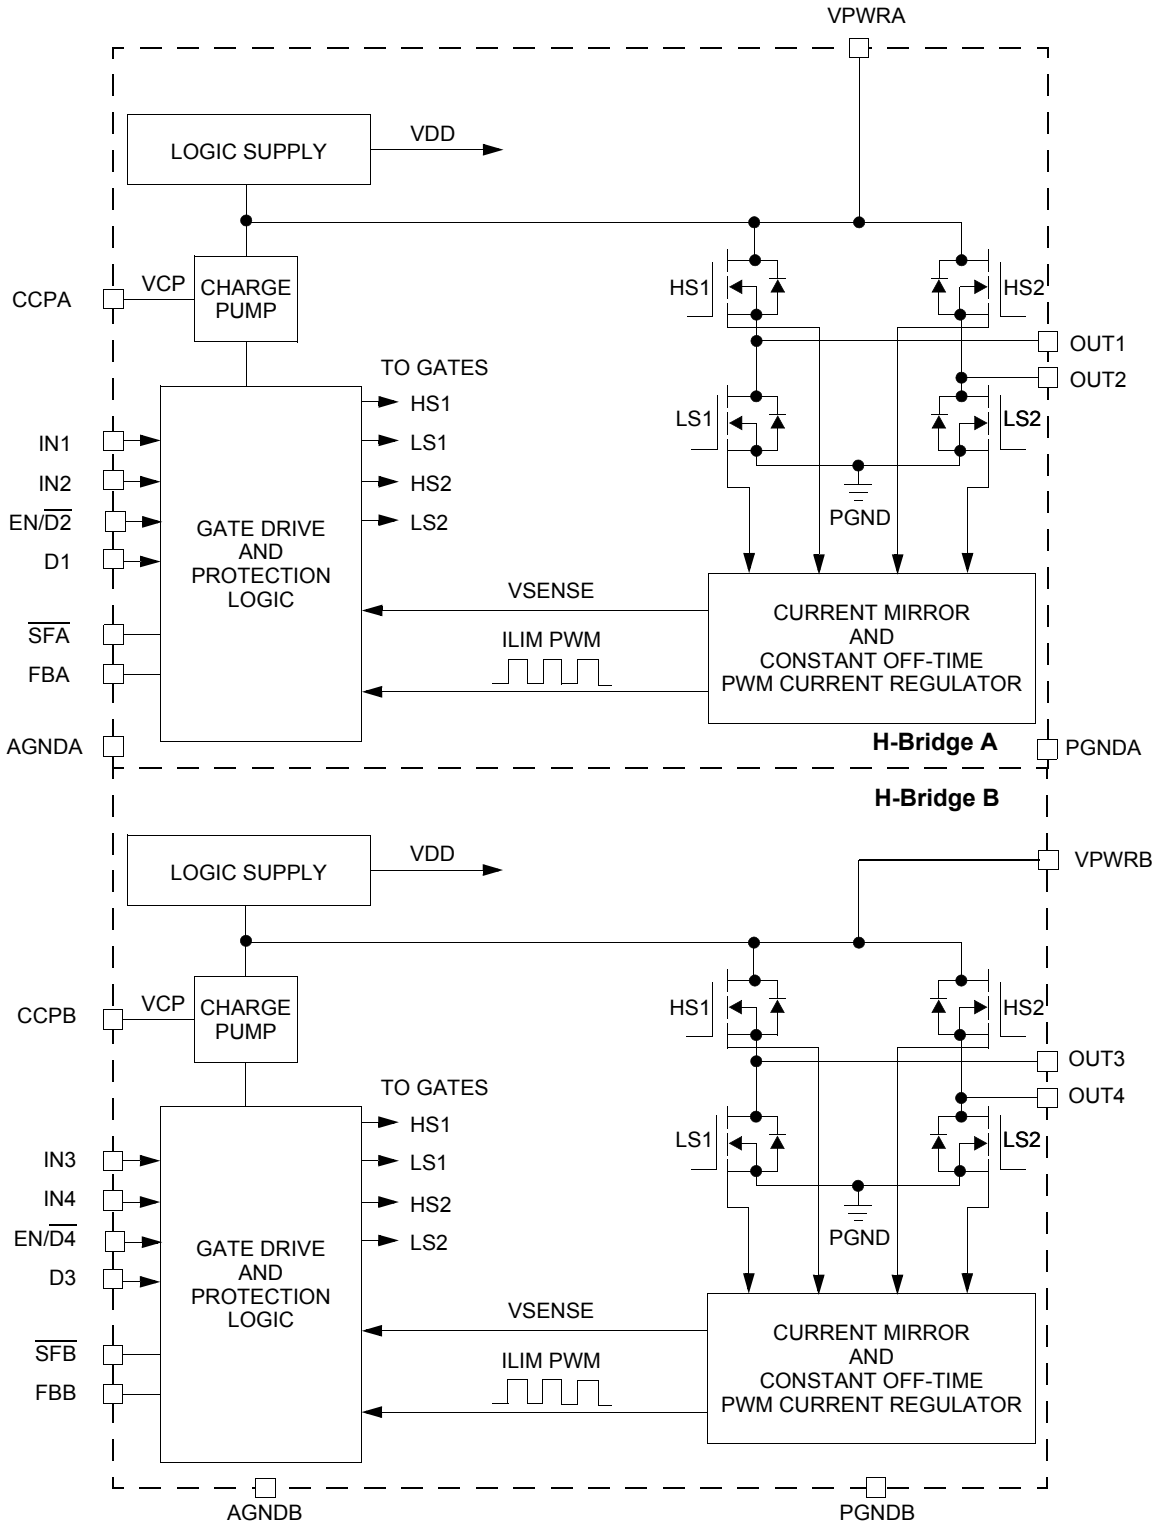 VPWRA
LOGIC SUPPLY
VDD
CCPA
VCP
CHARGE
PUMP
HS1
HS2
OUT1
OUT2
TO GATES
HS1
LS1
HS2
LS2
LS1
LS2
PGND
IN1
IN2
EN/D2
D1
SFA
FBA
AGNDA
GATE DRIVE
AND
PROTECTION
LOGIC
VSENSE
ILIM PWM
CURRENT MIRROR
AND
CONSTANT OFF-TIME
PWM CURRENT REGULATOR
H-Bridge A
PGNDA
H-Bridge B
LOGIC SUPPLY
VDD
VPWRB
CCPB
VCP
CHARGE
PUMP
HS1
HS2
OUT3
OUT4
TO GATES
HS1
LS1
HS2
LS2
LS1
LS2
PGND
IN3
IN4
EN/D4
D3
SFB
FBB
GATE DRIVE
AND
PROTECTION
LOGIC
VSENSE
ILIM PWM
CURRENT MIRROR
AND
CONSTANT OFF-TIME
PWM CURRENT REGULATOR
AGNDB
PGNDB